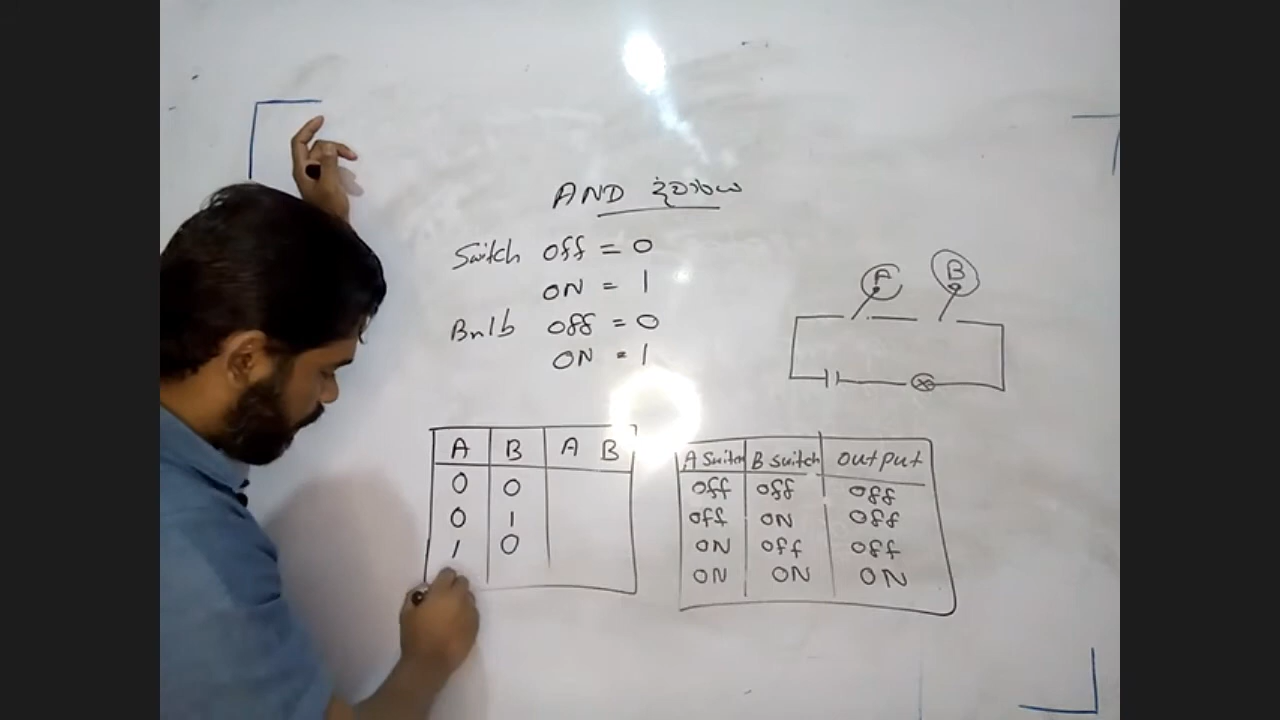 AND ද්වාරය
Switch off = 0
ON = 1
Bulb off = 0
ON = 1
A B
A B A B
0 0
0 1
1 0
A Switch B switch output
off off off
off ON off
ON off off
ON ON ON